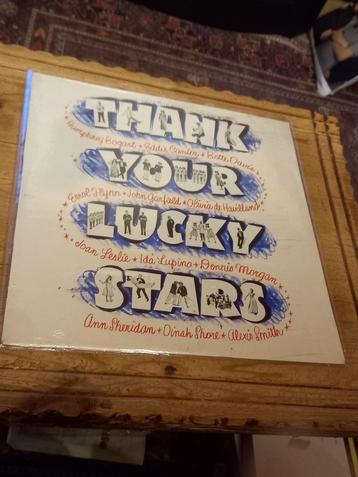 THANK
Humphrey Bogart * Eddie Cantor * Bette Davis
YOUR
Errol Flynn * John Garfield * Olivia de Havilland
LUCKY
Joan Leslie * Ida Lupino * Dennis Morgan
STARS
Ann Sheridan * Dinah Shore * Alexis Smith